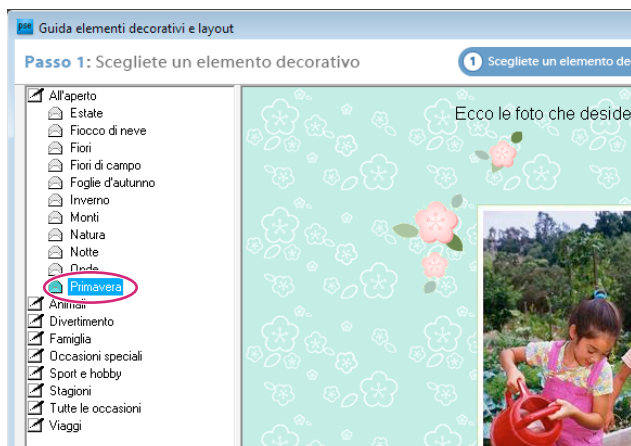 pse Guida elementi decorativi e layout
Passo 1: Scegliete un elemento decorativo
1 Scegliete un elemento de
All'aperto
Estate
Fiocco di neve
Fiori
Fiori di campo
Foglie d'autunno
Inverno
Monti
Natura
Notte
Onde
Primavera
Animali
Divertimento
Famiglia
Occasioni speciali
Sport e hobby
Stagioni
Tutte le occasioni
Viaggi
Ecco le foto che deside